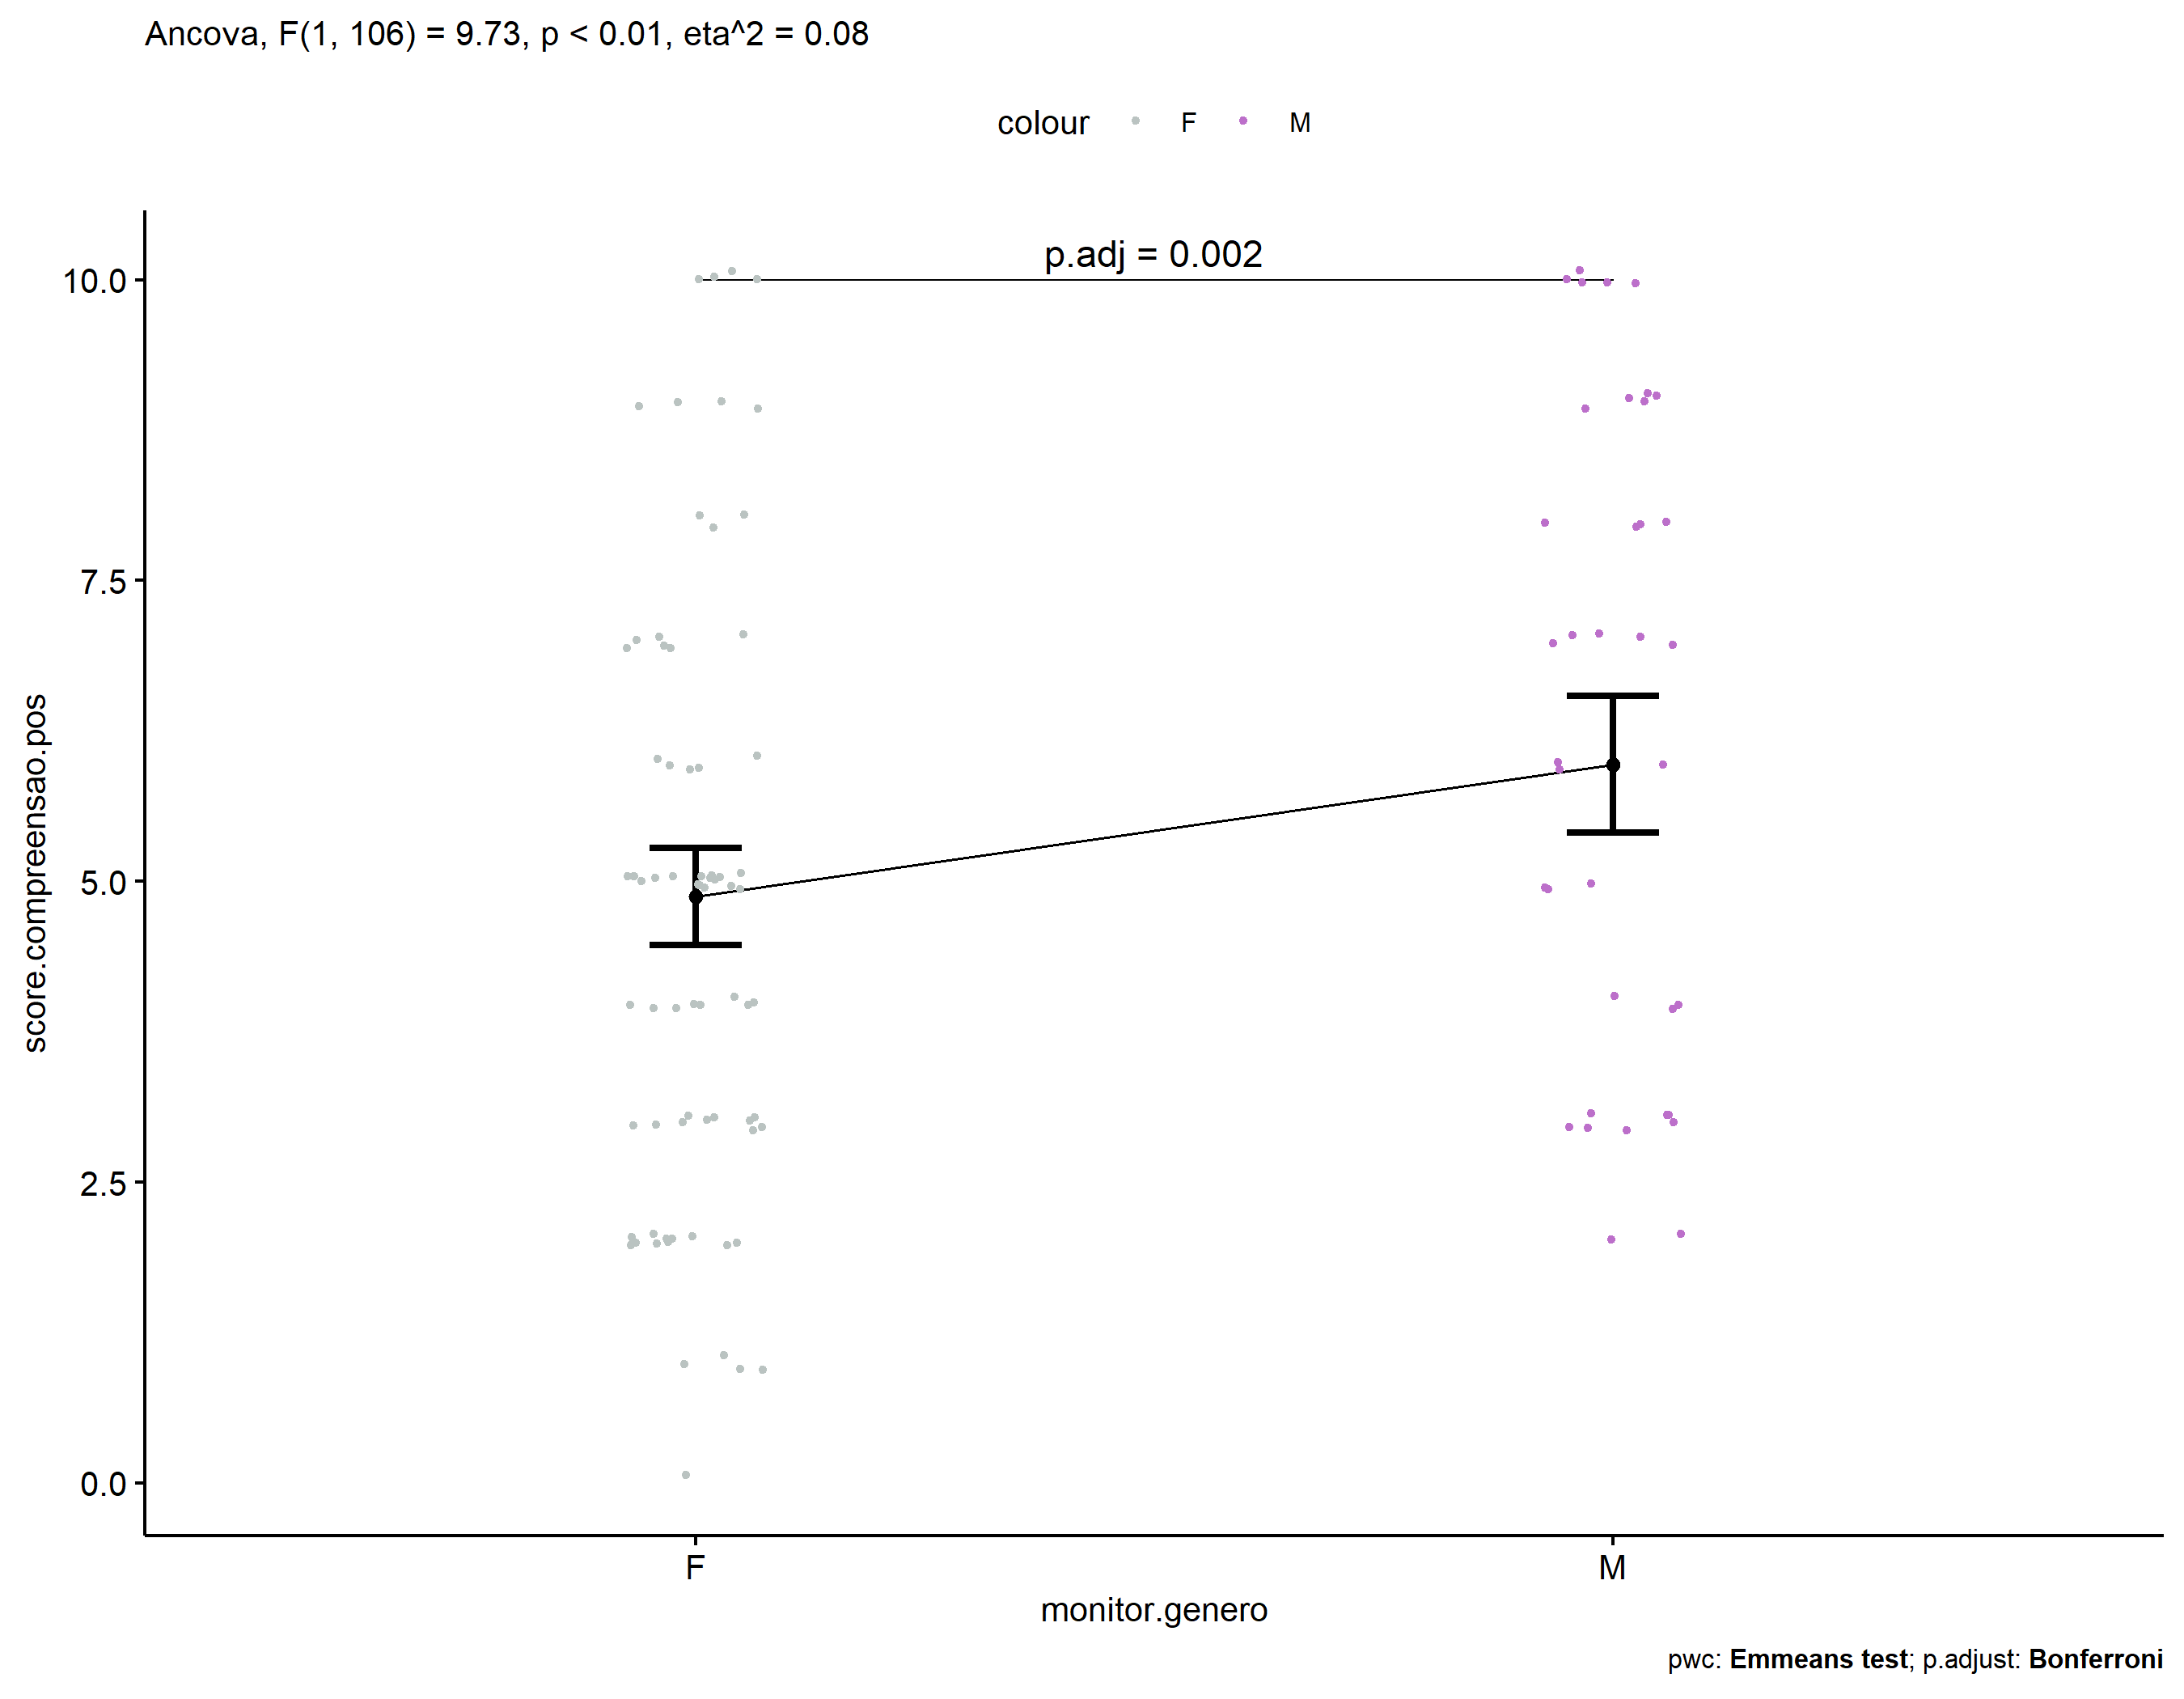 Ancova, F(1, 106) = 9.73, p < 0.01, eta^2 = 0.08
colour F M
p.adj = 0.002
10.0
7.5
5.0
2.5
0.0
score.compreensao.pos
F M
monitor.genero
pwc: Emmeans test; p.adjust: Bonferroni